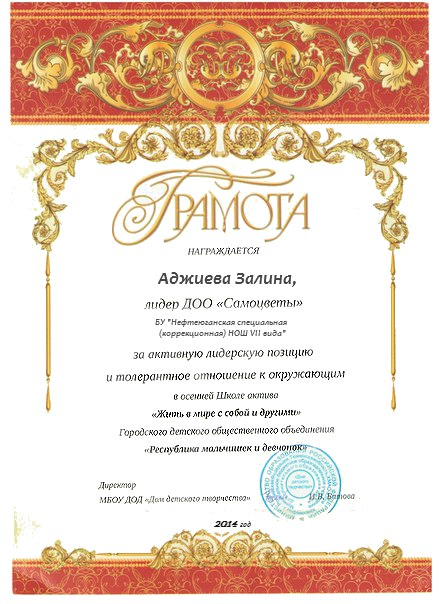 ГРАМОТА
НАГРАЖДАЕТСЯ
Аджиева Залина,
лидер ДОО «Самоцветы»
БУ "Нефтеюганская специальная
(коррекционная) НОШ VII вида"
за активную лидерскую позицию
и толерантное отношение к окружающим
в осенней Школе актива
«Жить в мире с собой и другими»
Городского детского общественного объединения
«Республика мальчишек и девчонок»
Директор
МБОУ ДОД «Дом детского творчества»
2014 год